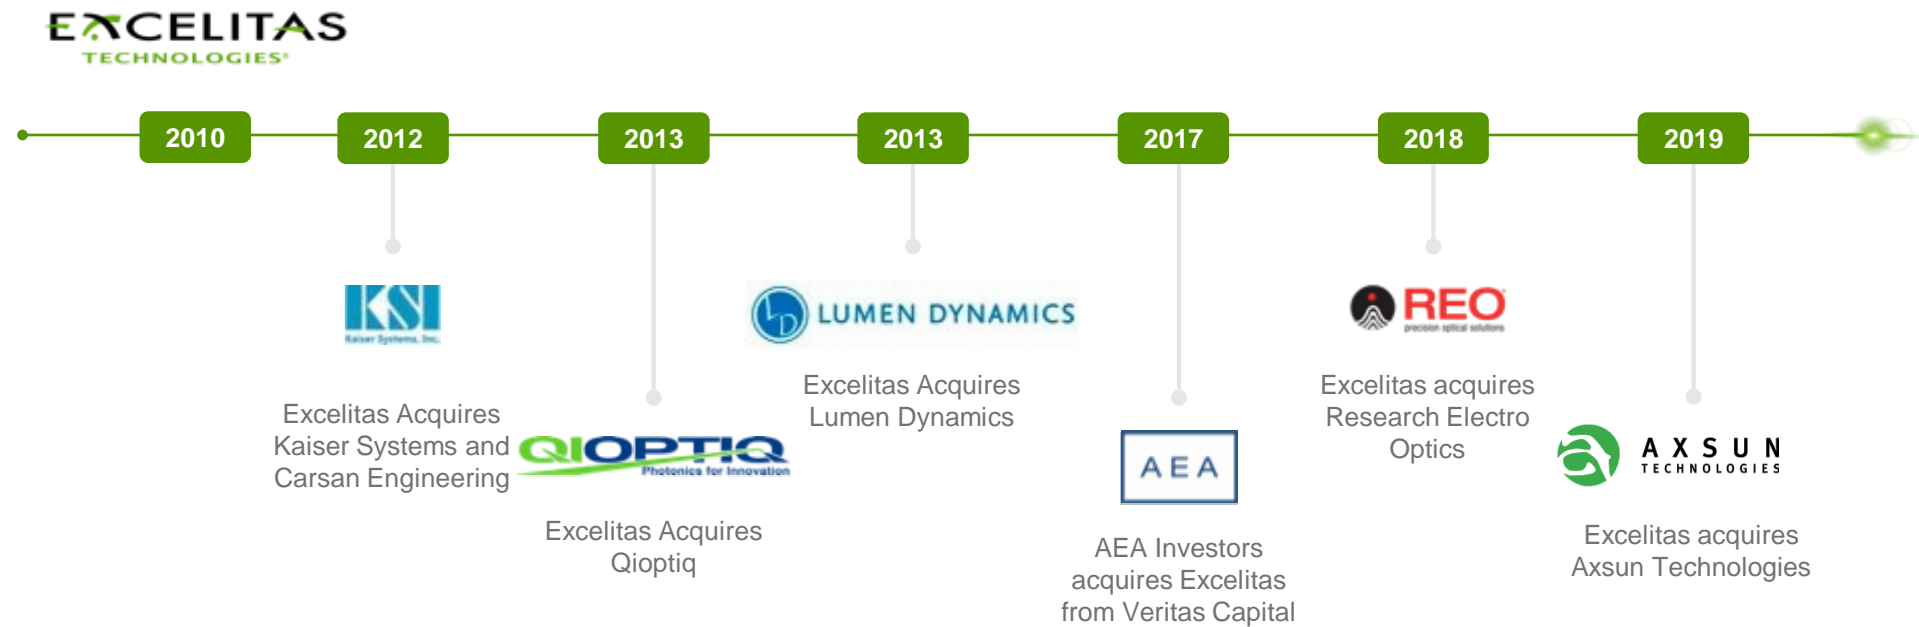 EXCELITAS
TECHNOLOGIES®
2010
2012
2013
2013
2017
2018
2019
KSI
Kaiser Systems, Inc.
Excelitas Acquires
Kaiser Systems and
Carsan Engineering
QIOPTIQ
Photonics for Innovation
Excelitas Acquires
Qioptiq
LD LUMEN DYNAMICS
Excelitas Acquires
Lumen Dynamics
AEA
AEA Investors
acquires Excelitas
from Veritas Capital
REO
precision optical solutions
Excelitas acquires
Research Electro
Optics
AXSUN
TECHNOLOGIES
Excelitas acquires
Axsun Technologies